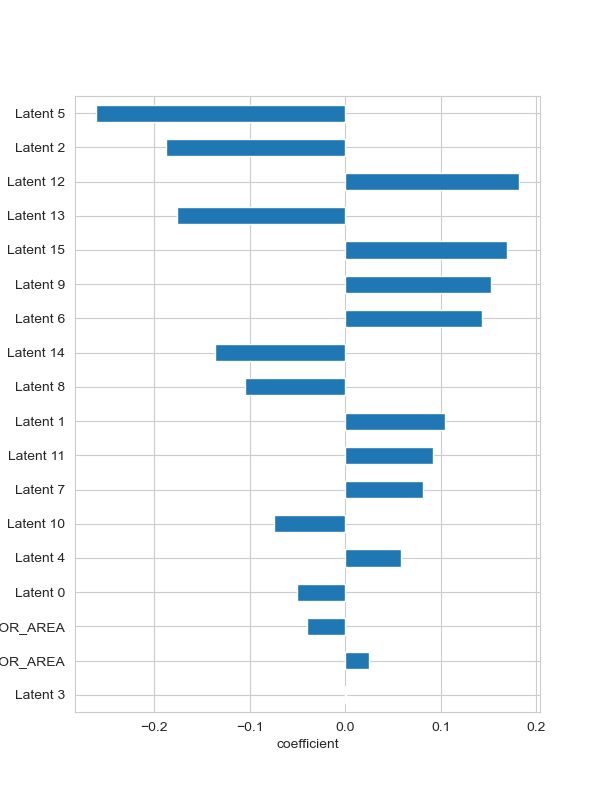 Latent 5
Latent 2
Latent 12
Latent 13
Latent 15
Latent 9
Latent 6
Latent 14
Latent 8
Latent 1
Latent 11
Latent 7
Latent 10
Latent 4
Latent 0
OR_AREA
OR_AREA
Latent 3
−0.2 −0.1 0.0 0.1 0.2
coefficient